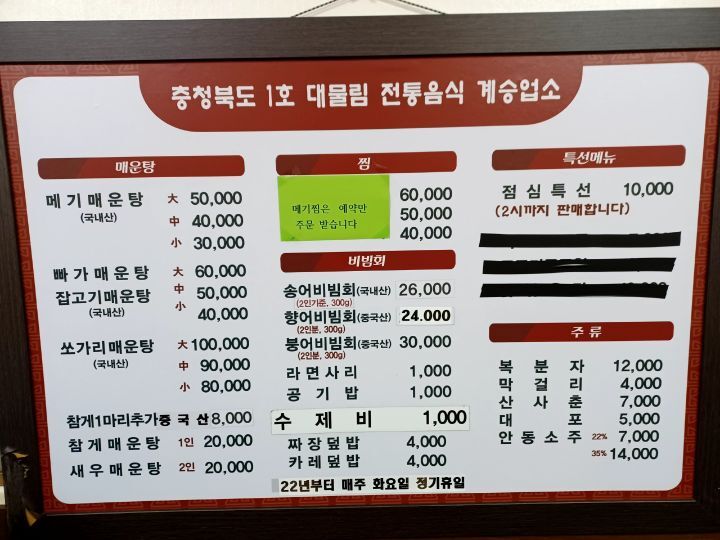 충청북도 1호 대물림 전통음식 계승업소
매운탕
메기매운탕 大 50,000
(국내산) 中 40,000
小 30,000
빠가매운탕 大 60,000
잡고기매운탕 中 50,000
(국내산) 小 40,000
쏘가리매운탕 大 100,000
(국내산) 中 90,000
小 80,000
참게1마리추가중국산 8,000
참게매운탕 1인 20,000
새우매운탕 2인 20,000
찜
메기찜은 예약만
주문 받습니다
60,000
50,000
40,000
비빔회
송어비빔회(국내산) 26,000
(2인기준, 300g)
향어비빔회(중국산) 24.000
(2인분, 300g)
붕어비빔회(중국산) 30,000
(2인분, 300g)
라면사리 1,000
공기밥 1,000
수제비 1,000
짜장덮밥 4,000
카레덮밥 4,000
22년부터 매주 화요일 정기휴일
특선메뉴
점심특선 10,000
(2시까지 판매합니다)
주류
복분자 12,000
막걸리 4,000
산사춘 7,000
대포 5,000
안동소주 22% 7,000
35% 14,000